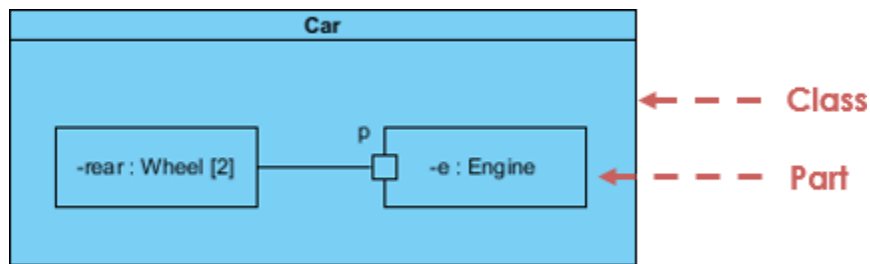 Car
Class
p
-rear : Wheel [2]
-e : Engine
Part